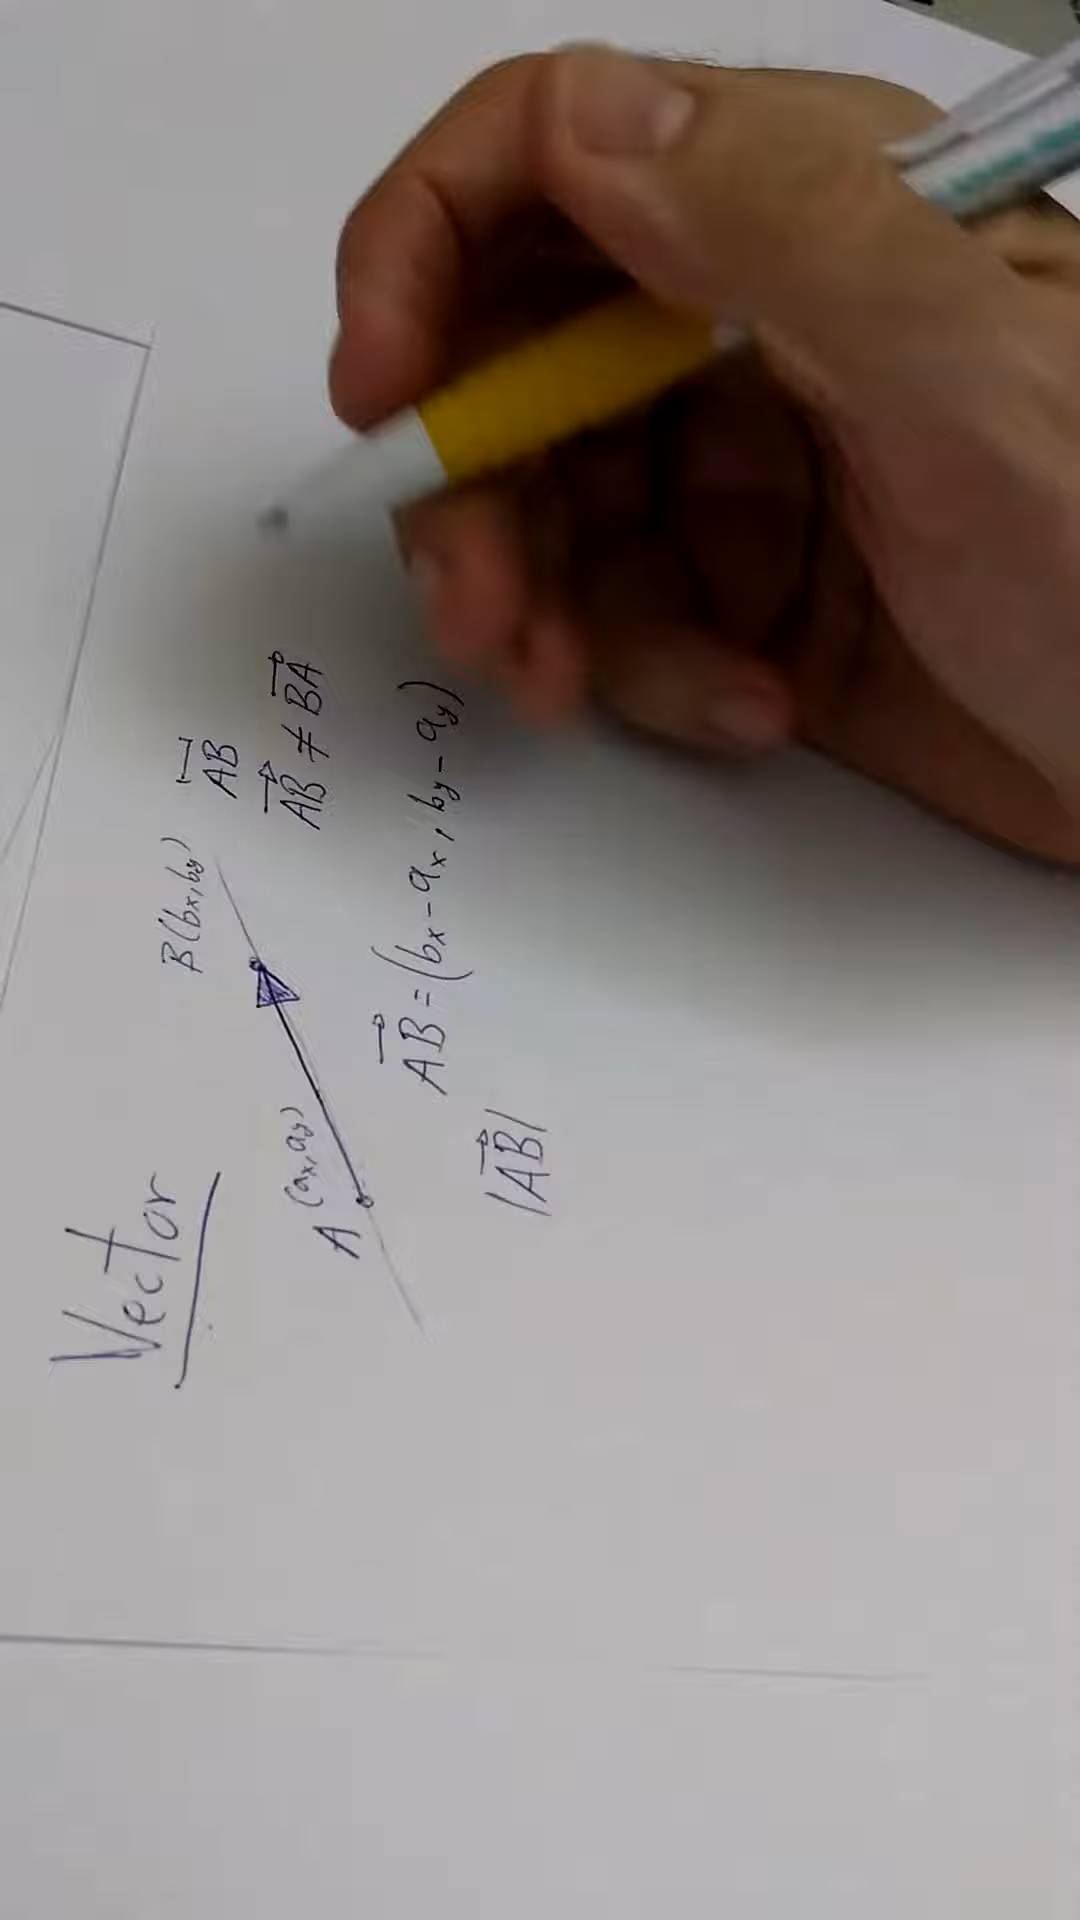 Vector
A (ax, ay)
B (bx, by)
AB
AB ≠ BA
AB = (bx - ax, by - ay)
|AB|